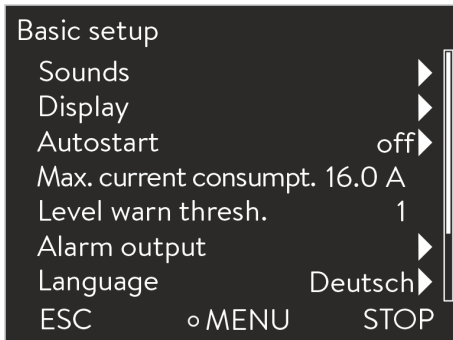 Basic setup
Sounds
Display
Autostart off
Max. current consumpt. 16.0 A
Level warn thresh. 1
Alarm output
Language Deutsch
ESC MENU STOP